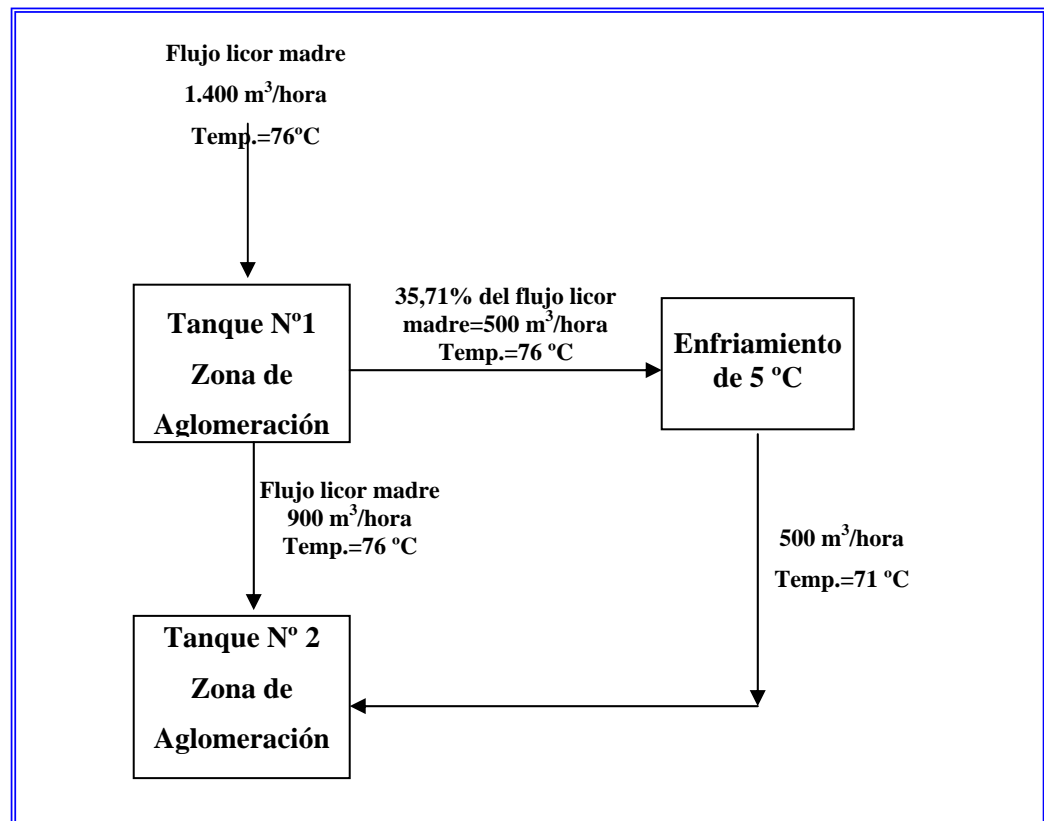 Flujo licor madre
1.400 m³/hora
Temp.=76ºC
Tanque Nº1
Zona de
Aglomeración
35,71% del flujo licor
madre=500 m³/hora
Temp.=76 ºC
Enfriamiento
de 5 ºC
Flujo licor madre
900 m³/hora
Temp.=76 ºC
500 m³/hora
Temp.=71 ºC
Tanque Nº 2
Zona de
Aglomeración